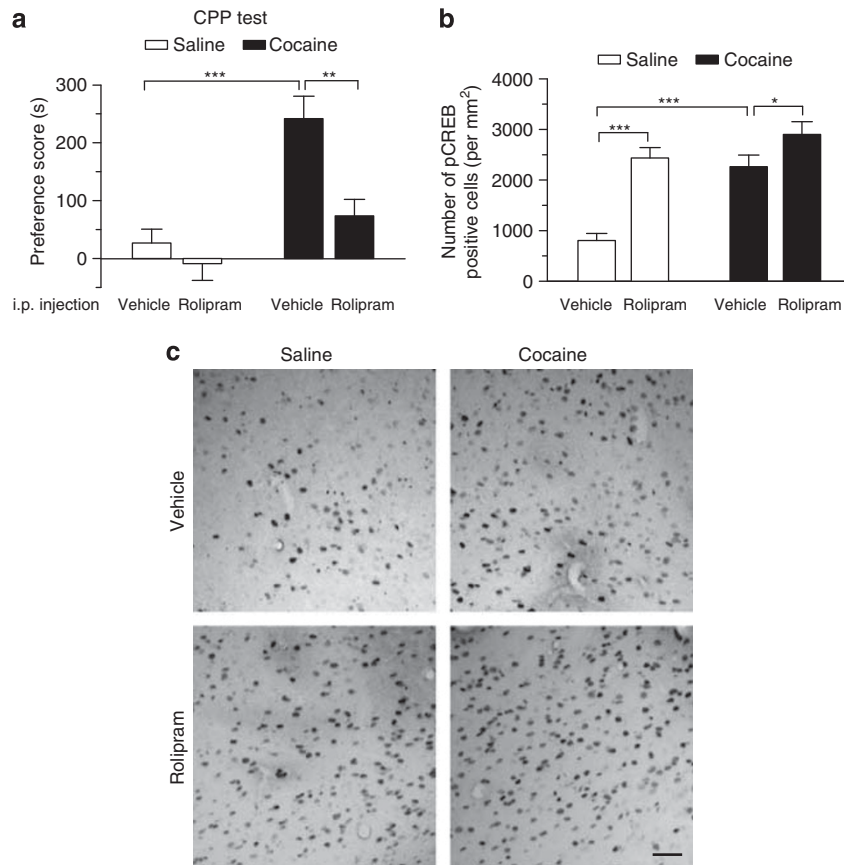 a
CPP test
Saline Cocaine
Preference score (s)
300
200
100
0
*** **
i.p. injection Vehicle Rolipram Vehicle Rolipram
b
Saline Cocaine
Number of pCREB
positive cells (per mm²)
4000
3000
2000
1000
0
*** *** *
Vehicle Rolipram Vehicle Rolipram
c
Saline Cocaine
Vehicle
Rolipram